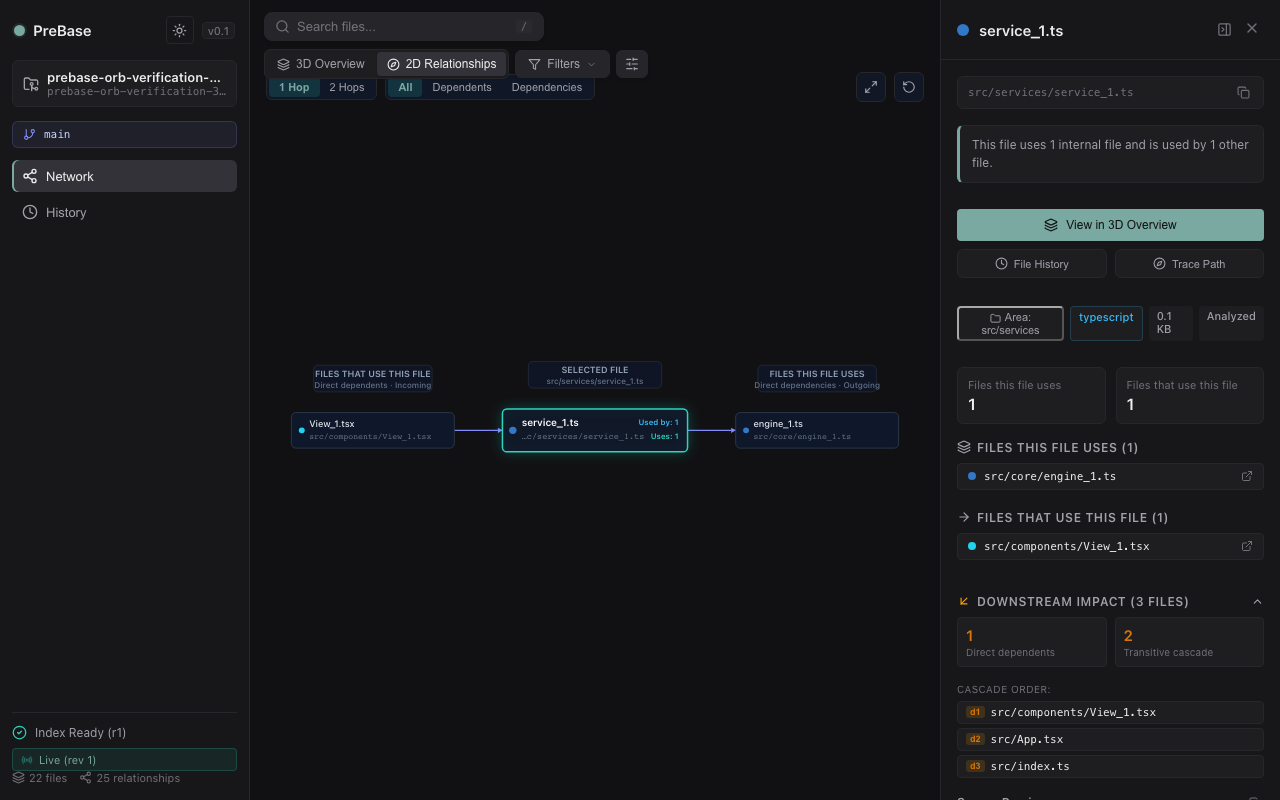 PreBase
v0.1
prebase-orb-verification-...
prebase-orb-verification-3...
main
Network
History
Index Ready (r1)
Live (rev 1)
22 files
25 relationships
Search files...
/
3D Overview
2D Relationships
Filters
1 Hop
2 Hops
All
Dependents
Dependencies
FILES THAT USE THIS FILE
Direct dependents · Incoming
View_1.tsx
src/components/View_1.tsx
SELECTED FILE
src/services/service_1.ts
service_1.ts
Used by: 1
…c/services/service_1.ts
Uses: 1
FILES THIS FILE USES
Direct dependencies · Outgoing
engine_1.ts
src/core/engine_1.ts
service_1.ts
src/services/service_1.ts
This file uses 1 internal file and is used by 1 other
file.
View in 3D Overview
File History
Trace Path
Area:
src/services
typescript
0.1
KB
Analyzed
Files this file uses
1
Files that use this file
1
FILES THIS FILE USES (1)
src/core/engine_1.ts
FILES THAT USE THIS FILE (1)
src/components/View_1.tsx
DOWNSTREAM IMPACT (3 FILES)
1
Direct dependents
2
Transitive cascade
CASCADE ORDER:
d1 src/components/View_1.tsx
d2 src/App.tsx
d3 src/index.ts